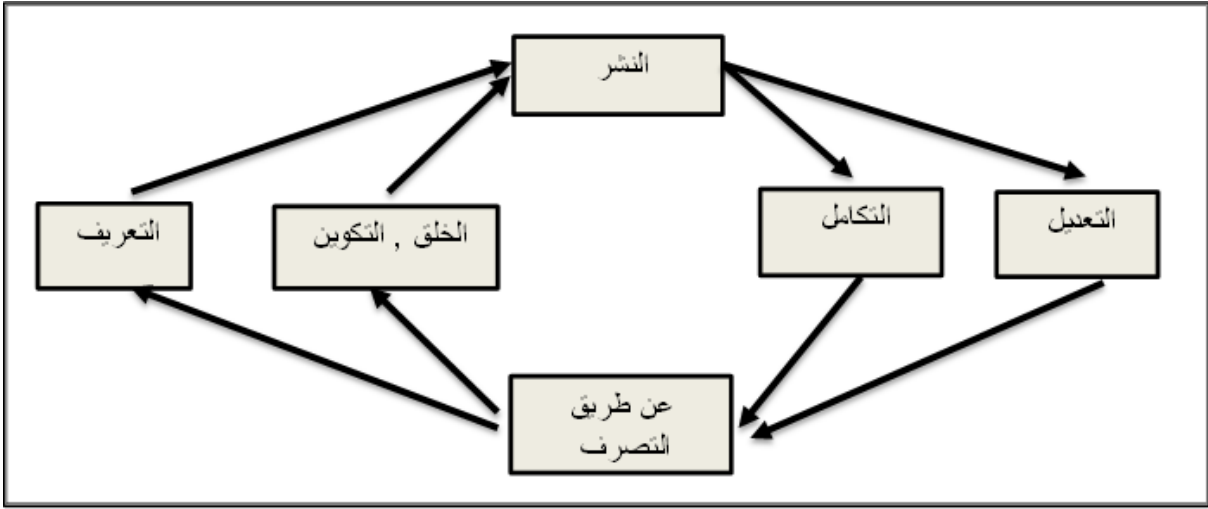 النشر
التعديل
التكامل
الخلق , التكوين
التعريف
عن طريق
التصرف